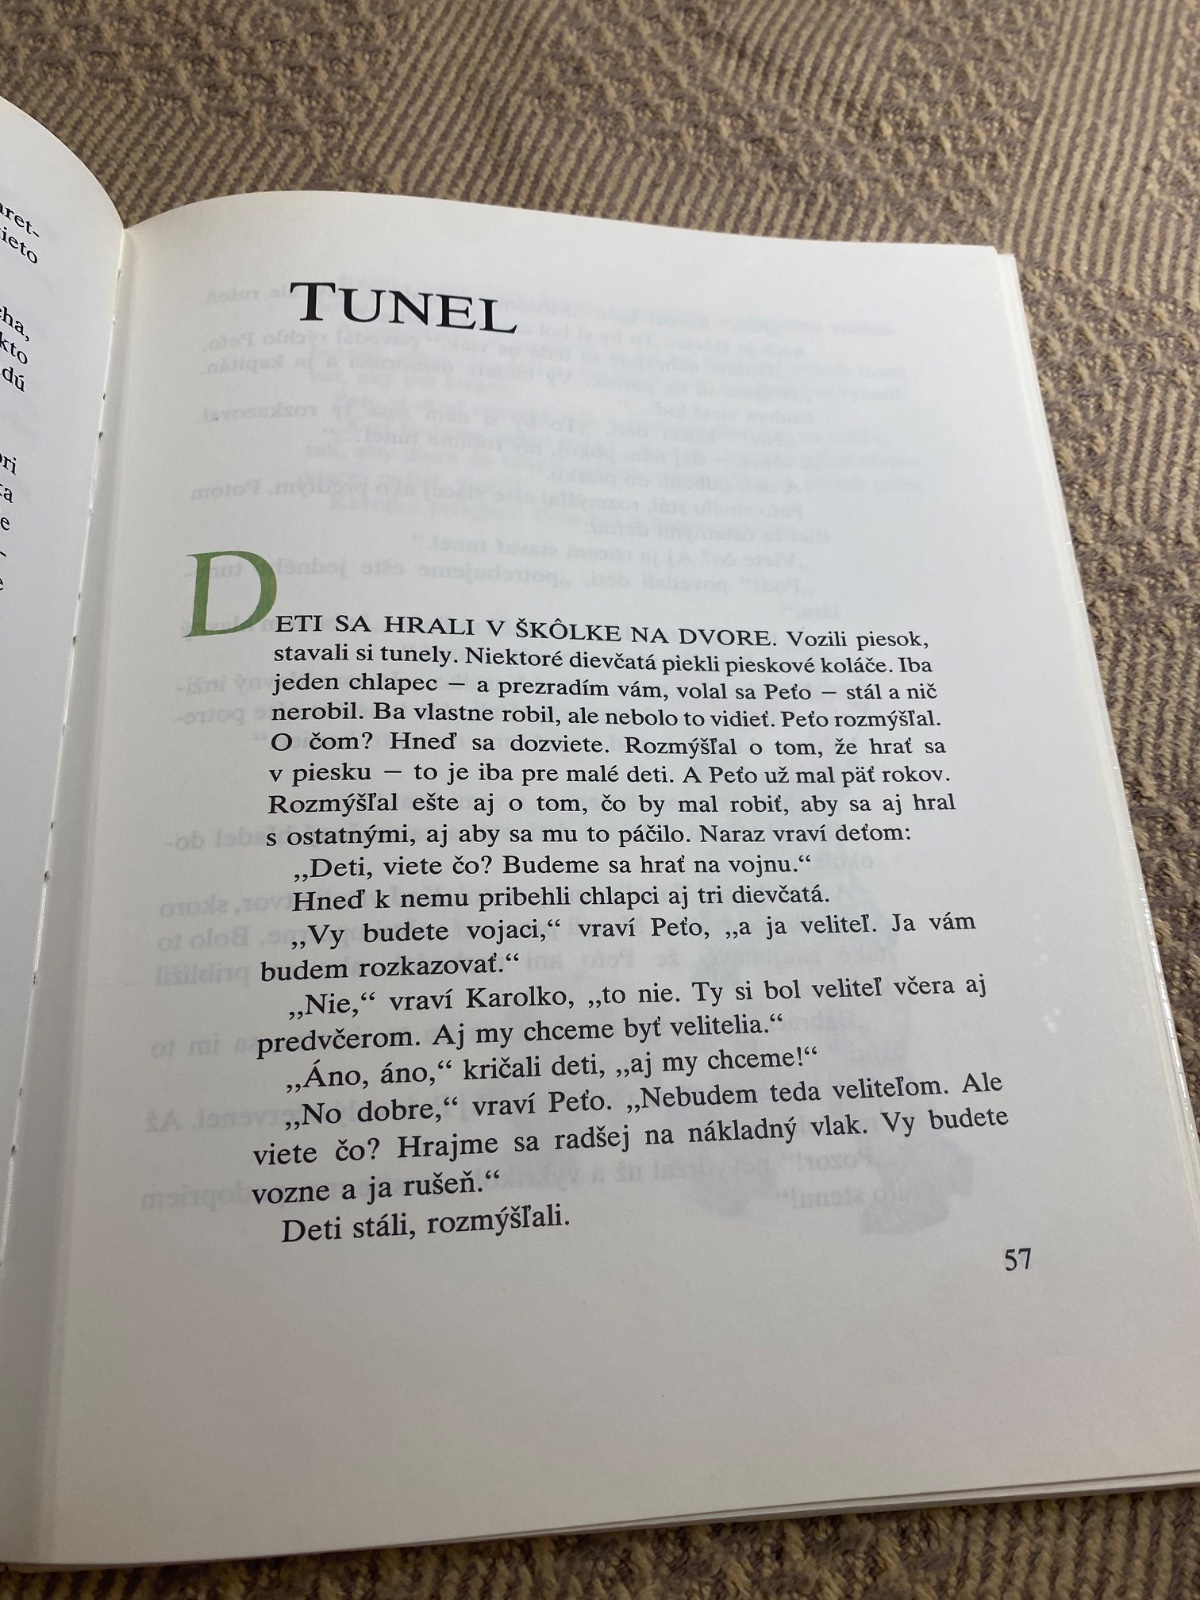 TUNEL
DETI SA HRALI V ŠKÔLKE NA DVORE. Vozili piesok,
stavali si tunely. Niektoré dievčatá piekli pieskové koláče. Iba
jeden chlapec – a prezradím vám, volal sa Peťo – stál a nič
nerobil. Ba vlastne robil, ale nebolo to vidieť. Peťo rozmýšľal.
O čom? Hneď sa dozviete. Rozmýšľal o tom, že hrať sa
v piesku – to je iba pre malé deti. A Peťo už mal päť rokov.
Rozmýšľal ešte aj o tom, čo by mal robiť, aby sa aj hral
s ostatnými, aj aby sa mu to páčilo. Naraz vraví deťom:
„Deti, viete čo? Budeme sa hrať na vojnu.“
Hneď k nemu pribehli chlapci aj tri dievčatá.
„Vy budete vojaci,“ vraví Peťo, „a ja veliteľ. Ja vám
budem rozkazovať.“
„Nie,“ vraví Karolko, „to nie. Ty si bol veliteľ včera aj
predvčerom. Aj my chceme byť velitelia.“
„Áno, áno,“ kričali deti, „aj my chceme!“
„No dobre,“ vraví Peťo. „Nebudem teda veliteľom. Ale
viete čo? Hrajme sa radšej na nákladný vlak. Vy budete
vozne a ja rušeň.“
Deti stáli, rozmýšľali.
57